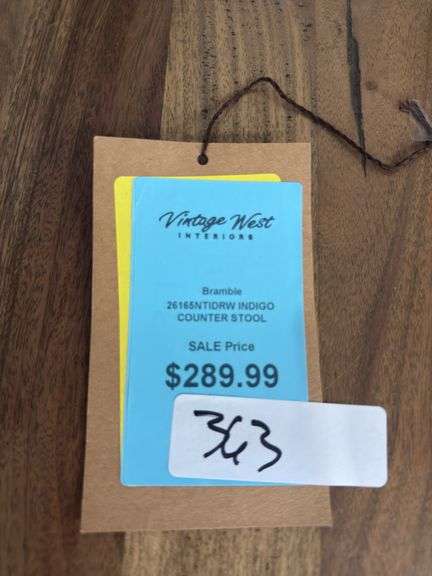 Vintage West
INTERIORS
Bramble
26165NTIDRW INDIGO
COUNTER STOOL
SALE Price
$289.99
363